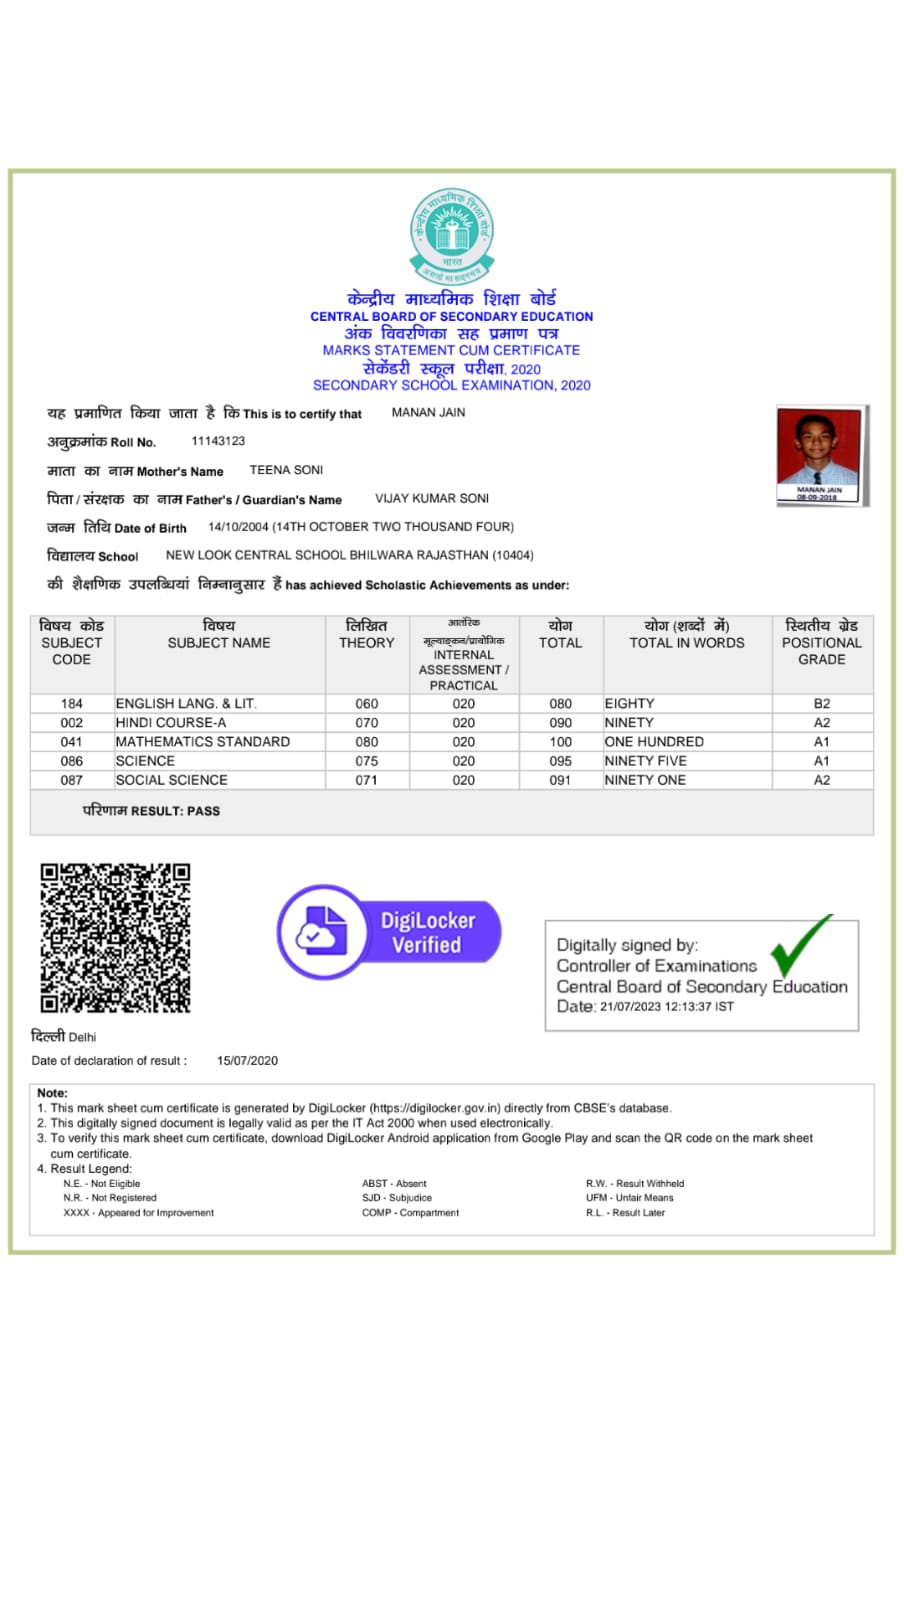 केन्द्रीय माध्यमिक शिक्षा बोर्ड
भारत
असतो मा सद्गमय
केन्द्रीय माध्यमिक शिक्षा बोर्ड
CENTRAL BOARD OF SECONDARY EDUCATION
अंक विवरणिका सह प्रमाण पत्र
MARKS STATEMENT CUM CERTIFICATE
सेकेंडरी स्कूल परीक्षा, 2020
SECONDARY SCHOOL EXAMINATION, 2020
यह प्रमाणित किया जाता है कि This is to certify that MANAN JAIN
अनुक्रमांक Roll No. 11143123
माता का नाम Mother's Name TEENA SONI
पिता / संरक्षक का नाम Father's / Guardian's Name VIJAY KUMAR SONI
MANAN JAIN
08-09-2018
जन्म तिथि Date of Birth 14/10/2004 (14TH OCTOBER TWO THOUSAND FOUR)
विद्यालय School NEW LOOK CENTRAL SCHOOL BHILWARA RAJASTHAN (10404)
की शैक्षणिक उपलब्धियां निम्नानुसार हैं has achieved Scholastic Achievements as under:
विषय कोड SUBJECT CODE विषय SUBJECT NAME लिखित THEORY आतंरिक मूल्याङ्कन/प्रायोगिक INTERNAL ASSESSMENT / PRACTICAL योग TOTAL योग (शब्दों में) TOTAL IN WORDS स्थितीय ग्रेड POSITIONAL GRADE
184 ENGLISH LANG. & LIT. 060 020 080 EIGHTY B2
002 HINDI COURSE-A 070 020 090 NINETY A2
041 MATHEMATICS STANDARD 080 020 100 ONE HUNDRED A1
086 SCIENCE 075 020 095 NINETY FIVE A1
087 SOCIAL SCIENCE 071 020 091 NINETY ONE A2
परिणाम RESULT: PASS
DigiLocker
Verified
Digitally signed by:
Controller of Examinations
Central Board of Secondary Education
Date: 21/07/2023 12:13:37 IST
दिल्ली Delhi
Date of declaration of result : 15/07/2020
Note:
1. This mark sheet cum certificate is generated by DigiLocker (https://digilocker.gov.in) directly from CBSE's database.
2. This digitally signed document is legally valid as per the IT Act 2000 when used electronically.
3. To verify this mark sheet cum certificate, download DigiLocker Android application from Google Play and scan the QR code on the mark sheet
cum certificate.
4. Result Legend:
N.E. - Not Eligible ABST - Absent R.W. - Result Withheld
N.R. - Not Registered SJD - Subjudice UFM - Unfair Means
XXXX - Appeared for Improvement COMP - Compartment R.L. - Result Later